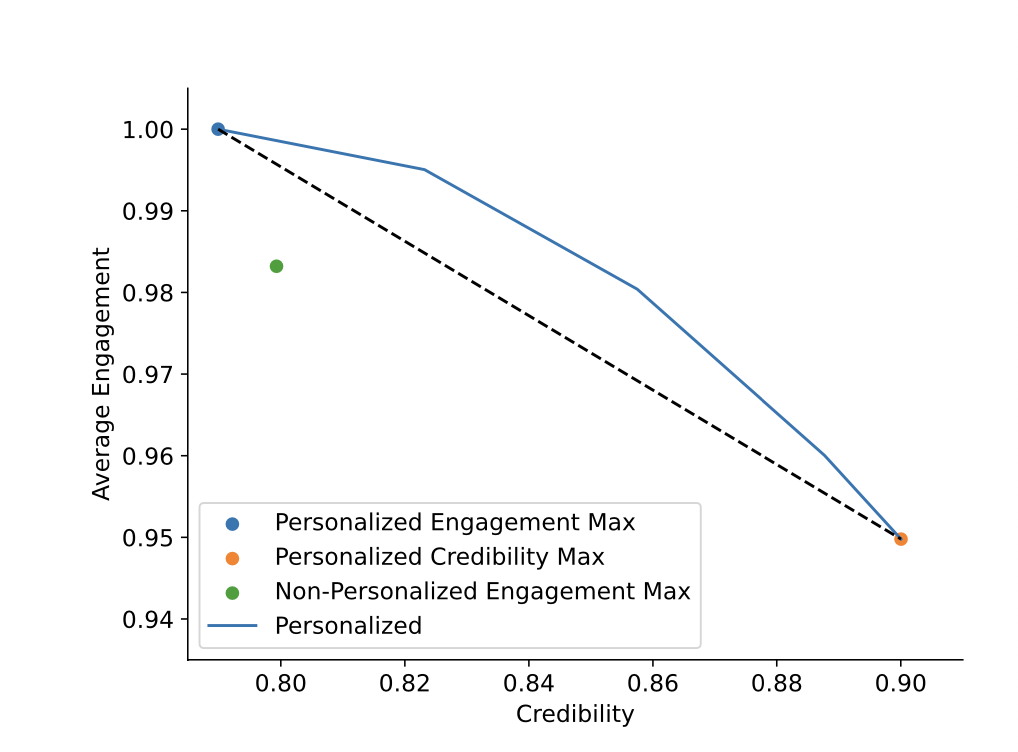 1.00
0.99
0.98
0.97
0.96
0.95
0.94
Average Engagement
Personalized Engagement Max
Personalized Credibility Max
Non-Personalized Engagement Max
Personalized
0.80 0.82 0.84 0.86 0.88 0.90
Credibility